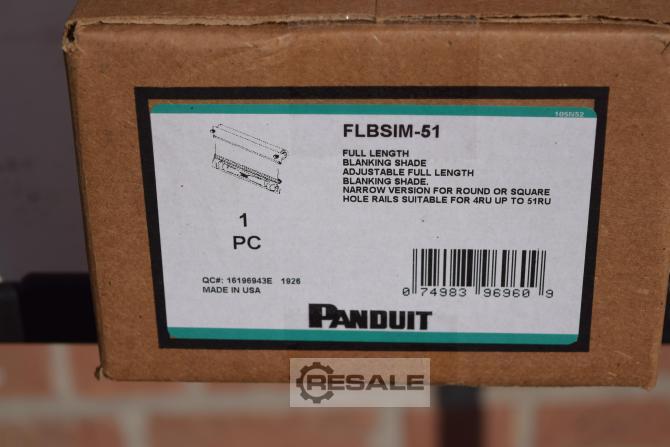 105N52
FLBSIM-51
FULL LENGTH
BLANKING SHADE
ADJUSTABLE FULL LENGTH
BLANKING SHADE.
NARROW VERSION FOR ROUND OR SQUARE
HOLE RAILS SUITABLE FOR 4RU UP TO 51RU
1
PC
QC#: 16196943E 1926
MADE IN USA
0 74983 96960 9
PANDUIT
RESALE